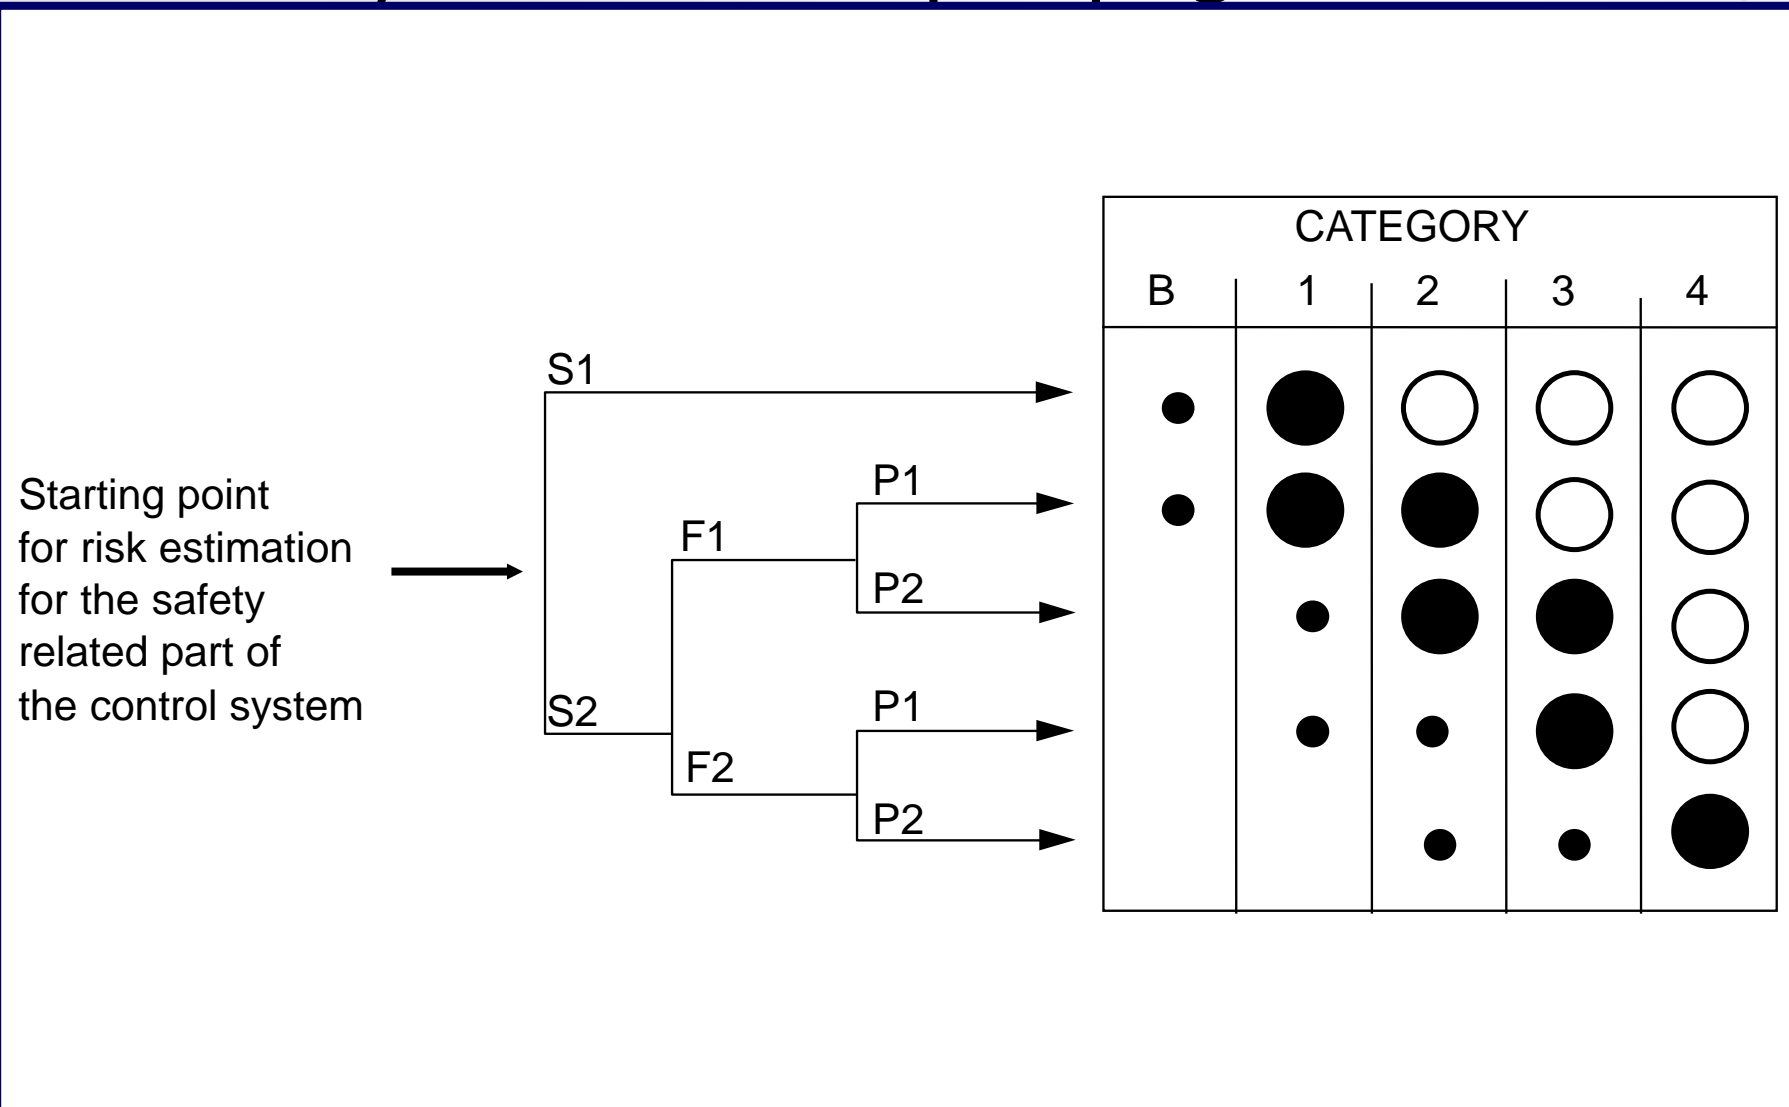 CATEGORY
B 1 2 3 4
S1
P1
F1
P2
Starting point
for risk estimation
for the safety
related part of
the control system
S2
P1
F2
P2